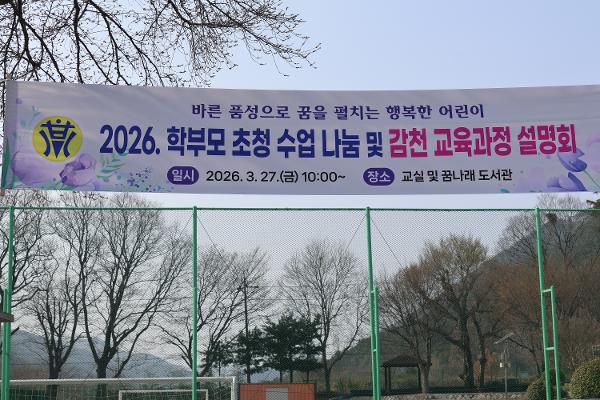 바른 품성으로 꿈을 펼치는 행복한 어린이
2026. 학부모 초청 수업 나눔 및 감천 교육과정 설명회
일시 2026. 3. 27.(금) 10:00~ 장소 교실 및 꿈나래 도서관